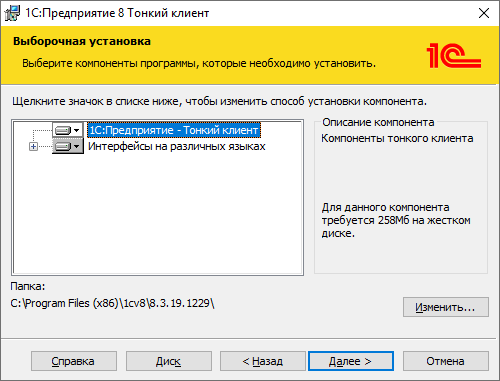 1С:Предприятие 8 Тонкий клиент
Выборочная установка
Выберите компоненты программы, которые необходимо установить.
1С
Щелкните значок в списке ниже, чтобы изменить способ установки компонента.
1С:Предприятие - Тонкий клиент
Интерфейсы на различных языках
Описание компонента
Компоненты тонкого клиента
Для данного компонента
требуется 258Мб на жестком
диске.
Папка:
C:\Program Files (x86)\1cv8\8.3.19.1229\
Изменить...
Справка
Диск
< Назад
Далее >
Отмена